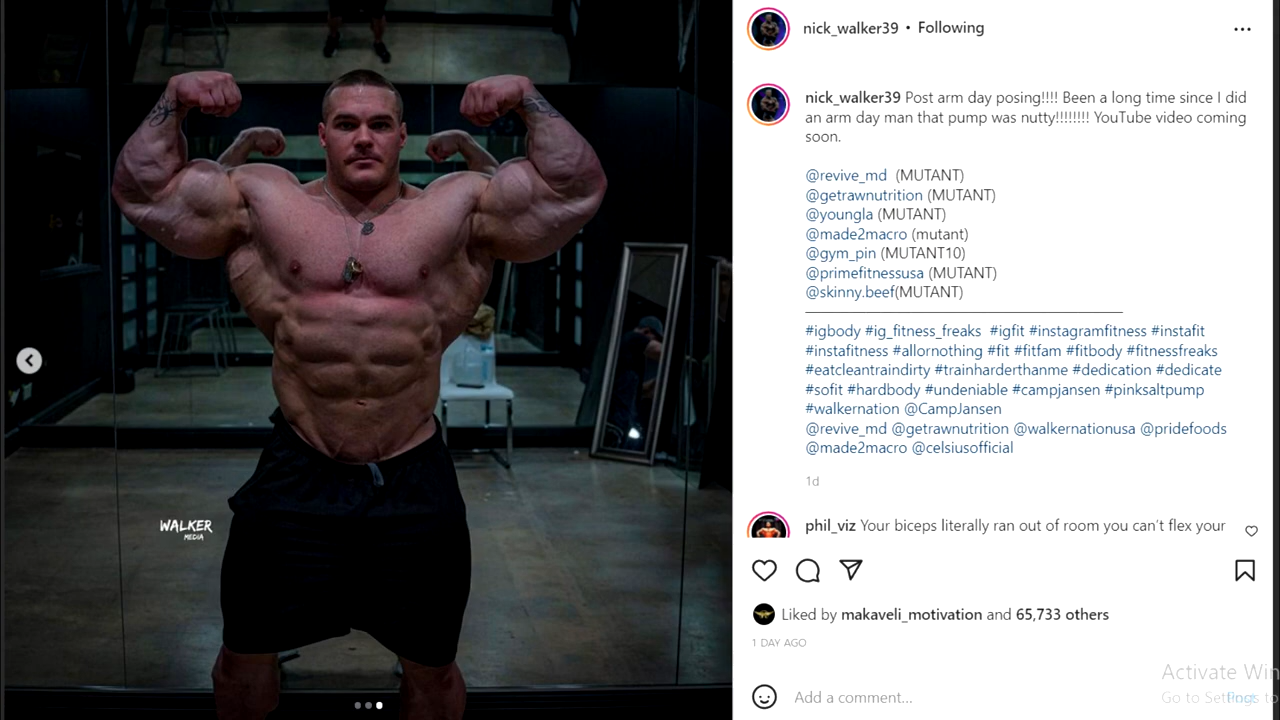 nick_walker39 • Following
nick_walker39 Post arm day posing!!!! Been a long time since I did
an arm day man that pump was nutty!!!!!!!! YouTube video coming
soon.
@revive_md (MUTANT)
@getrawnutrition (MUTANT)
@youngla (MUTANT)
@made2macro (mutant)
@gym_pin (MUTANT10)
@primefitnessusa (MUTANT)
@skinny.beef(MUTANT)
#igbody #ig_fitness_freaks #igfit #instagramfitness #instafit
#instafitness #allornothing #fit #fitfam #fitbody #fitnessfreaks
#eatcleantraindirty #trainharderthanme #dedication #dedicate
#sofit #hardbody #undeniable #campjansen #pinksaltpump
#walkernation @CampJansen
@revive_md @getrawnutrition @walkernationusa @pridefoods
@made2macro @celsiusofficial
1d
phil_viz Your biceps literally ran out of room you can't flex your
Liked by makaveli_motivation and 65,733 others
1 DAY AGO
Add a comment...
Post
Activate Win
Go to Settings to
WALKER
MEDIA